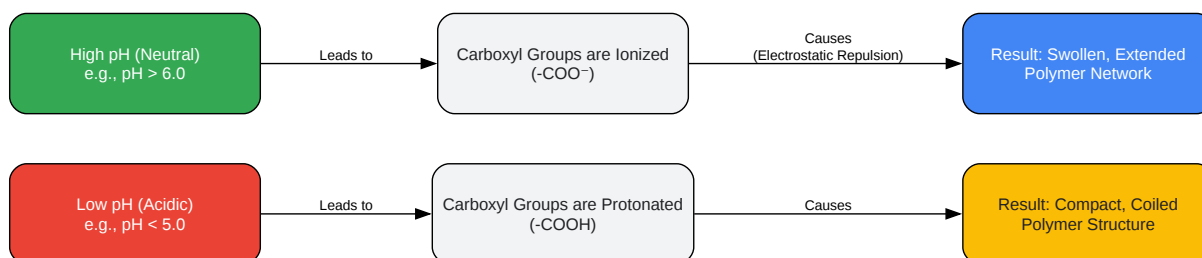 High pH (Neutral)
e.g., pH > 6.0
Leads to
Carboxyl Groups are Ionized
(-COO⁻)
Causes
(Electrostatic Repulsion)
Result: Swollen, Extended
Polymer Network
Low pH (Acidic)
e.g., pH < 5.0
Leads to
Carboxyl Groups are Protonated
(-COOH)
Causes
Result: Compact, Coiled
Polymer Structure